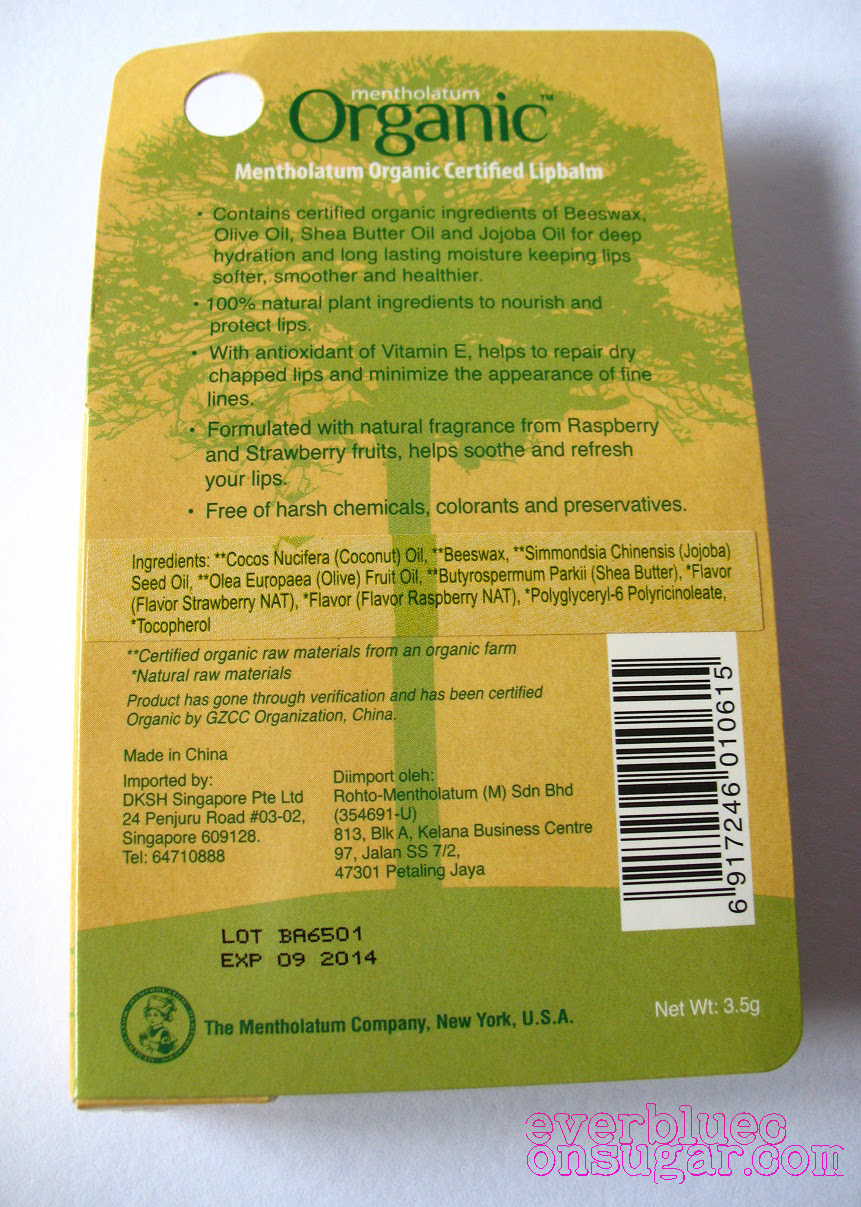 mentholatum
Organic™
Mentholatum Organic Certified Lipbalm
• Contains certified organic ingredients of Beeswax,
Olive Oil, Shea Butter Oil and Jojoba Oil for deep
hydration and long lasting moisture keeping lips
softer, smoother and healthier.
• 100% natural plant ingredients to nourish and
protect lips.
• With antioxidant of Vitamin E, helps to repair dry
chapped lips and minimize the appearance of fine
lines.
• Formulated with natural fragrance from Raspberry
and Strawberry fruits, helps soothe and refresh
your lips.
• Free of harsh chemicals, colorants and preservatives.
Ingredients: **Cocos Nucifera (Coconut) Oil, **Beeswax, **Simmondsia Chinensis (Jojoba)
Seed Oil, **Olea Europaea (Olive) Fruit Oil, **Butyrospermum Parkii (Shea Butter), *Flavor
(Flavor Strawberry NAT), *Flavor (Flavor Raspberry NAT), *Polyglyceryl-6 Polyricinoleate,
*Tocopherol
**Certified organic raw materials from an organic farm
*Natural raw materials
Product has gone through verification and has been certified
Organic by GZCC Organization, China.
Made in China
Imported by:
DKSH Singapore Pte Ltd
24 Penjuru Road #03-02,
Singapore 609128.
Tel: 64710888
Diimport oleh:
Rohto-Mentholatum (M) Sdn Bhd
(354691-U)
813, Blk A, Kelana Business Centre
97, Jalan SS 7/2,
47301 Petaling Jaya
6 917246 010615
LOT BA6501
EXP 09 2014
The Mentholatum Company, New York, U.S.A.
Net Wt: 3.5g
everbluec
onsugar.com